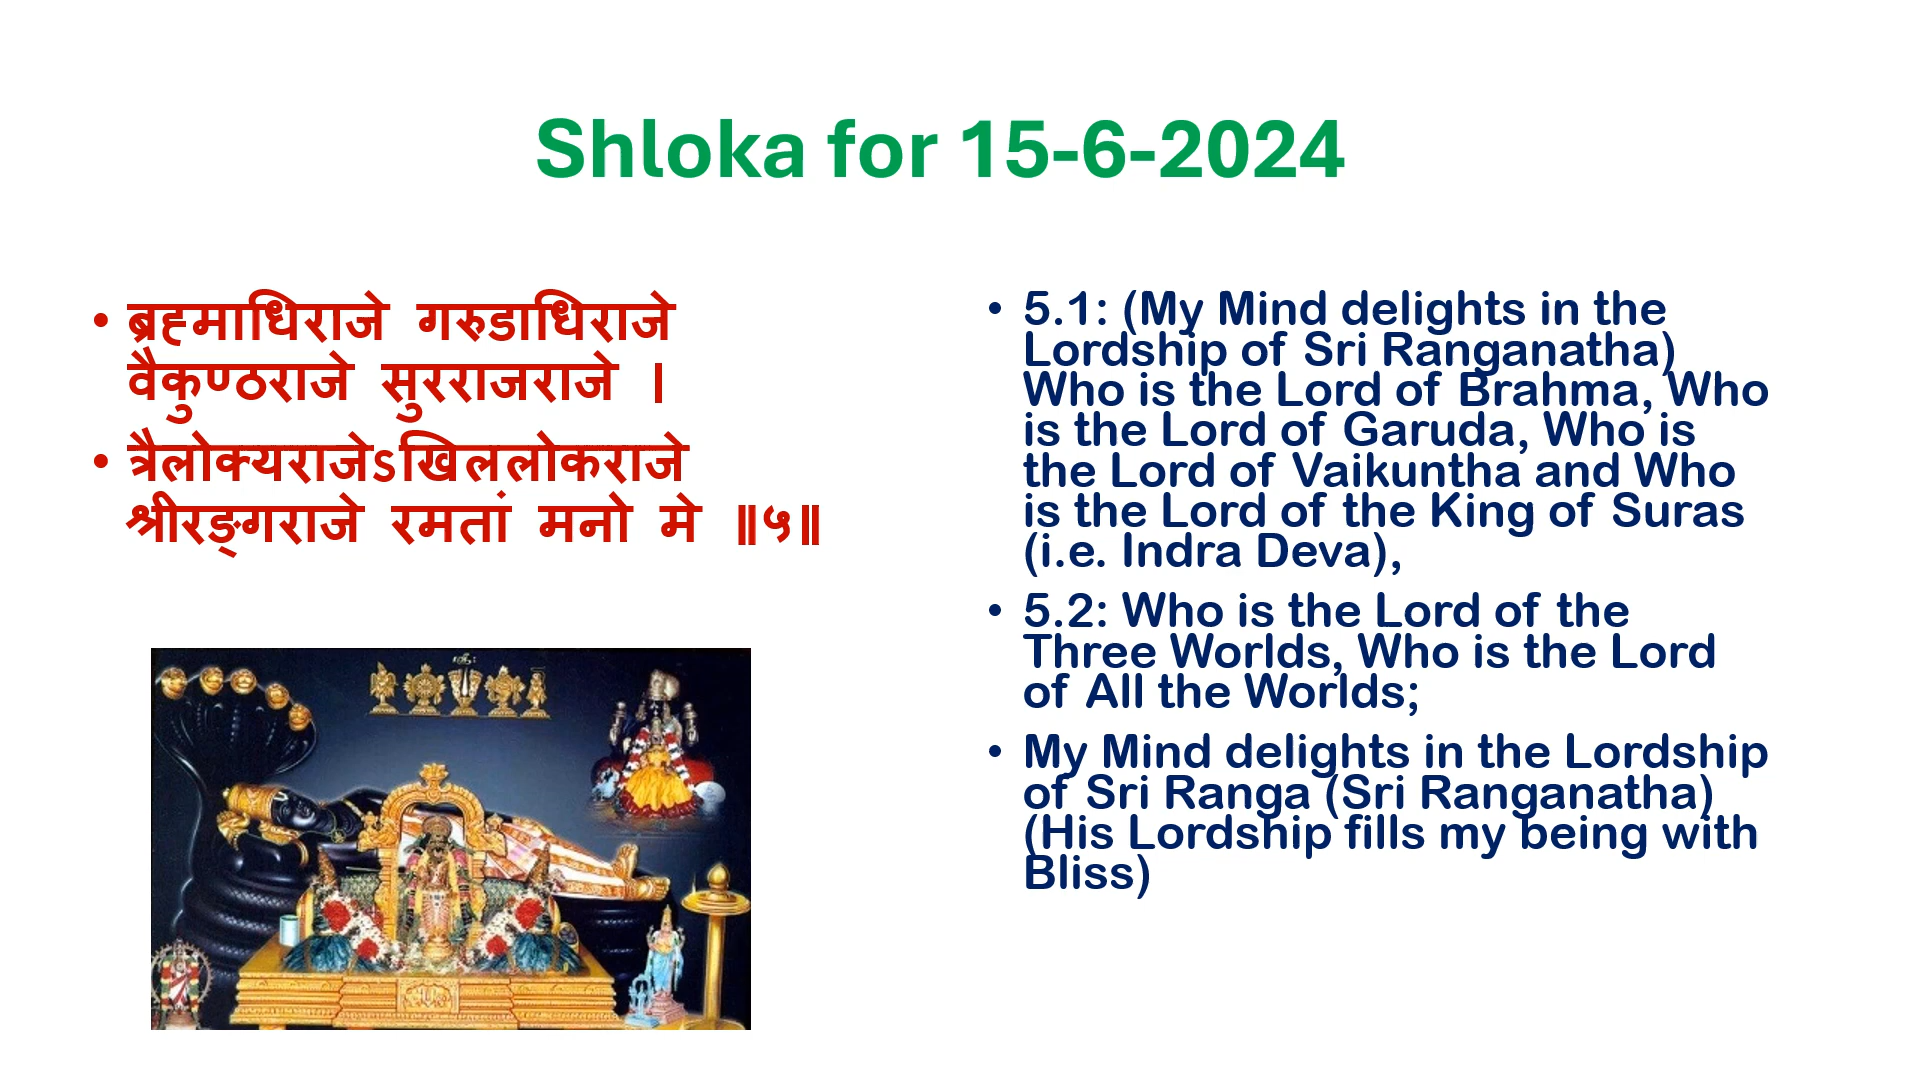 Shloka for 15-6-2024
• ब्रह्माधिराजे गरुडाधिराजे
वैकुण्ठराजे सुरराजराजे ।
• त्रैलोक्यराजेऽखिललोकराजे
श्रीरङ्गराजे रमतां मनो मे ॥५॥
• 5.1: (My Mind delights in the
Lordship of Sri Ranganatha)
Who is the Lord of Brahma, Who
is the Lord of Garuda, Who is
the Lord of Vaikuntha and Who
is the Lord of the King of Suras
(i.e. Indra Deva),
• 5.2: Who is the Lord of the
Three Worlds, Who is the Lord
of All the Worlds;
• My Mind delights in the Lordship
of Sri Ranga (Sri Ranganatha)
(His Lordship fills my being with
Bliss)